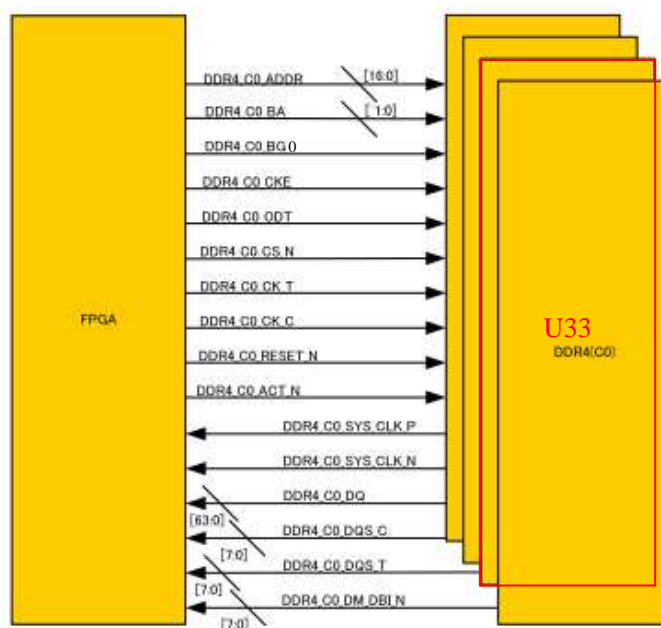 DDR4_C0_ADDR [16:0]
DDR4_C0_BA [ 1:0]
DDR4_C0_BG0
DDR4_C0_CKE
DDR4_C0_ODT
DDR4_C0_CS_N
DDR4_C0_CK_T
U33
FPGA
DDR4_C0_CK_C
DDR4(C0)
DDR4_C0_RESET_N
DDR4_C0_ACT_N
DDR4_C0_SYS_CLK_P
DDR4_C0_SYS_CLK_N
DDR4_C0_DQ
[63:0]
DDR4_C0_DQS_C
[7:0]
DDR4_C0_DQS_T
[7:0]
DDR4_C0_DM_DBI_N
[7:0]